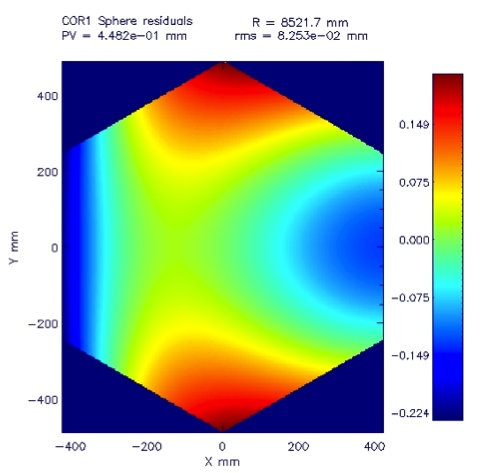 COR1 Sphere residuals R = 8521.7 mm
PV = 4.482e-01 mm rms = 8.253e-02 mm
400
200
0
-200
-400
Y mm
-400 -200 0 200 400
X mm
0.149
0.075
0.000
-0.075
-0.149
-0.224